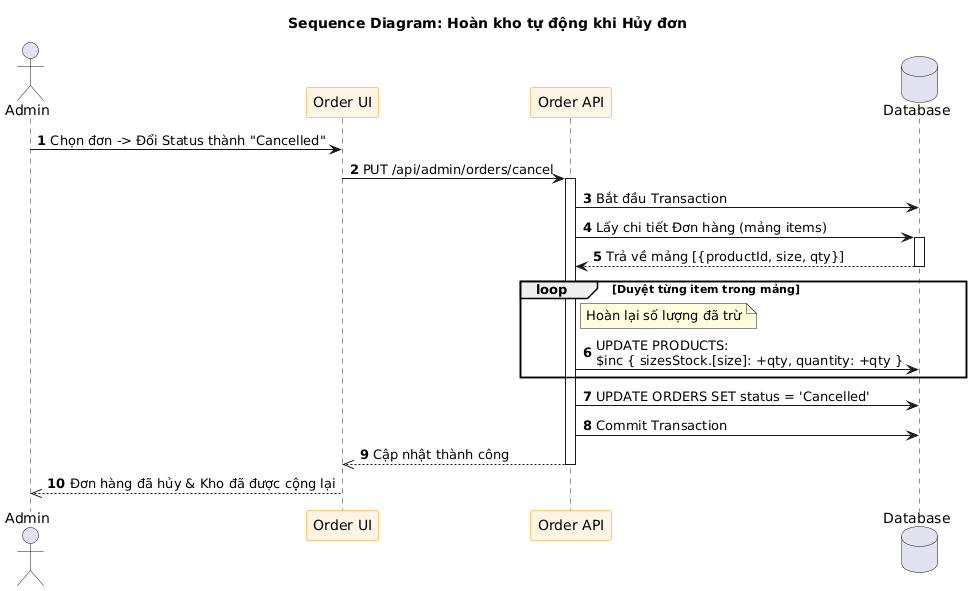 Sequence Diagram: Hoàn kho tự động khi Hủy đơn
Admin
Order UI
Order API
Database
1 Chọn đơn -> Đổi Status thành "Cancelled"
2 PUT /api/admin/orders/cancel
3 Bắt đầu Transaction
4 Lấy chi tiết Đơn hàng (mảng items)
5 Trả về mảng [{productId, size, qty}]
loop [Duyệt từng item trong mảng]
Hoàn lại số lượng đã trừ
6 UPDATE PRODUCTS:
$inc { sizesStock.[size]: +qty, quantity: +qty }
7 UPDATE ORDERS SET status = 'Cancelled'
8 Commit Transaction
9 Cập nhật thành công
10 Đơn hàng đã hủy & Kho đã được cộng lại
Admin
Order UI
Order API
Database